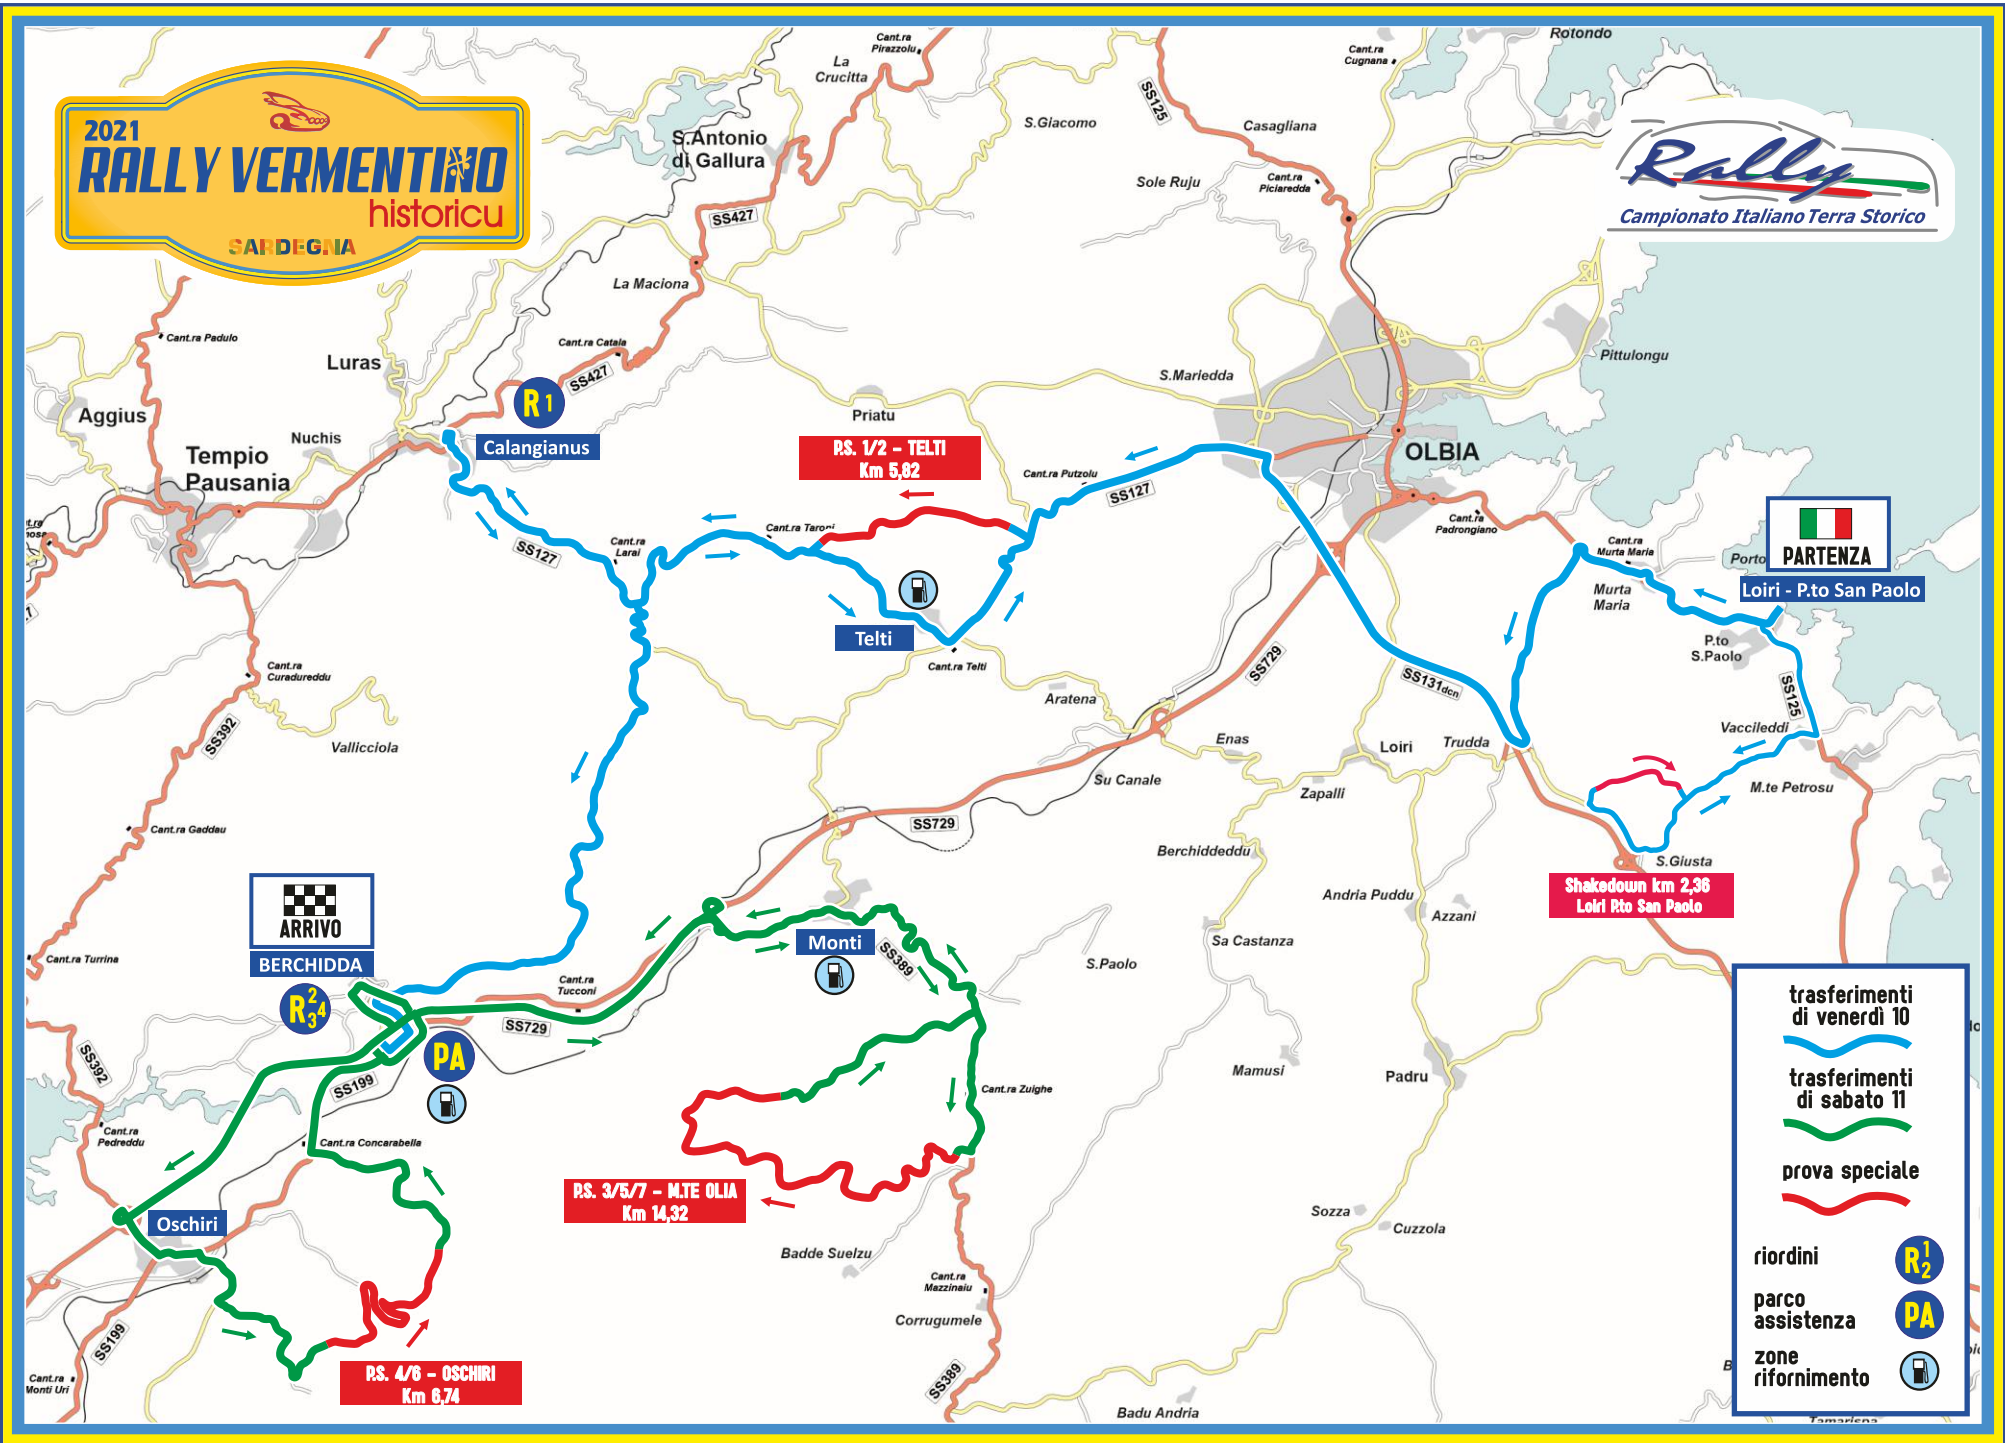 2021
RALLY VERMENTINO
historicu
SARDEGNA
Rally
Campionato Italiano Terra Storico
Cant.ra
Pirazzolu
La
Crucitta
Cant.ra
Cugnana
Rotondo
SS125
S.Giacomo
Casagliana
S.Antonio
di Gallura
Sole Ruju
Cant.ra
Piciaredda
SS427
La Maciona
Cant.ra Padulo
Cant.ra Catala
Luras
SS427
Pittulongu
S.Mariedda
R 1
Aggius
Priatu
Nuchis
Calangianus
P.S. 1/2 - TELTI
Km 5,82
OLBIA
Tempio
Pausania
Cant.ra Putzolu
SS127
PARTENZA
Loiri - P.to San Paolo
Cant.ra
Padrongiano
Cant.ra Taroni
Cant.ra
Larai
SS127
Cant.ra
Murta Maria
Porto
Murta
Maria
Telti
P.to
S.Paolo
Cant.ra Telti
Cant.ra
Curadureddu
SS729
SS131dcn
SS125
Aratena
SS392
Vallicciola
Vaccileddi
Enas
Loiri
Trudda
Su Canale
Zapalli
M.te Petrosu
Cant.ra Gaddau
SS729
Berchiddeddu
S.Giusta
Shakedown km 2,36
Loiri P.to San Paolo
Andria Puddu
Azzani
ARRIVO
BERCHIDDA
Monti
SS389
Sa Castanza
S.Paolo
Cant.ra Turrina
Cant.ra
Tucconi
R 2 3 4
SS729
PA
SS392
SS199
Mamusi
Padru
Cant.ra Zuighe
Cant.ra
Pedreddu
Cant.ra Concarabella
P.S. 3/5/7 - M.TE OLIA
Km 14,32
Oschiri
Sozza
Cuzzola
Badde Suelzu
Cant.ra
Mazzinaiu
Corrugumele
SS199
P.S. 4/6 - OSCHIRI
Km 6,74
Cant.ra
Monti Uri
SS389
Badu Andria
trasferimenti
di venerdì 10
trasferimenti
di sabato 11
prova speciale
riordini
R 1 2
parco
assistenza
PA
zone
rifornimento